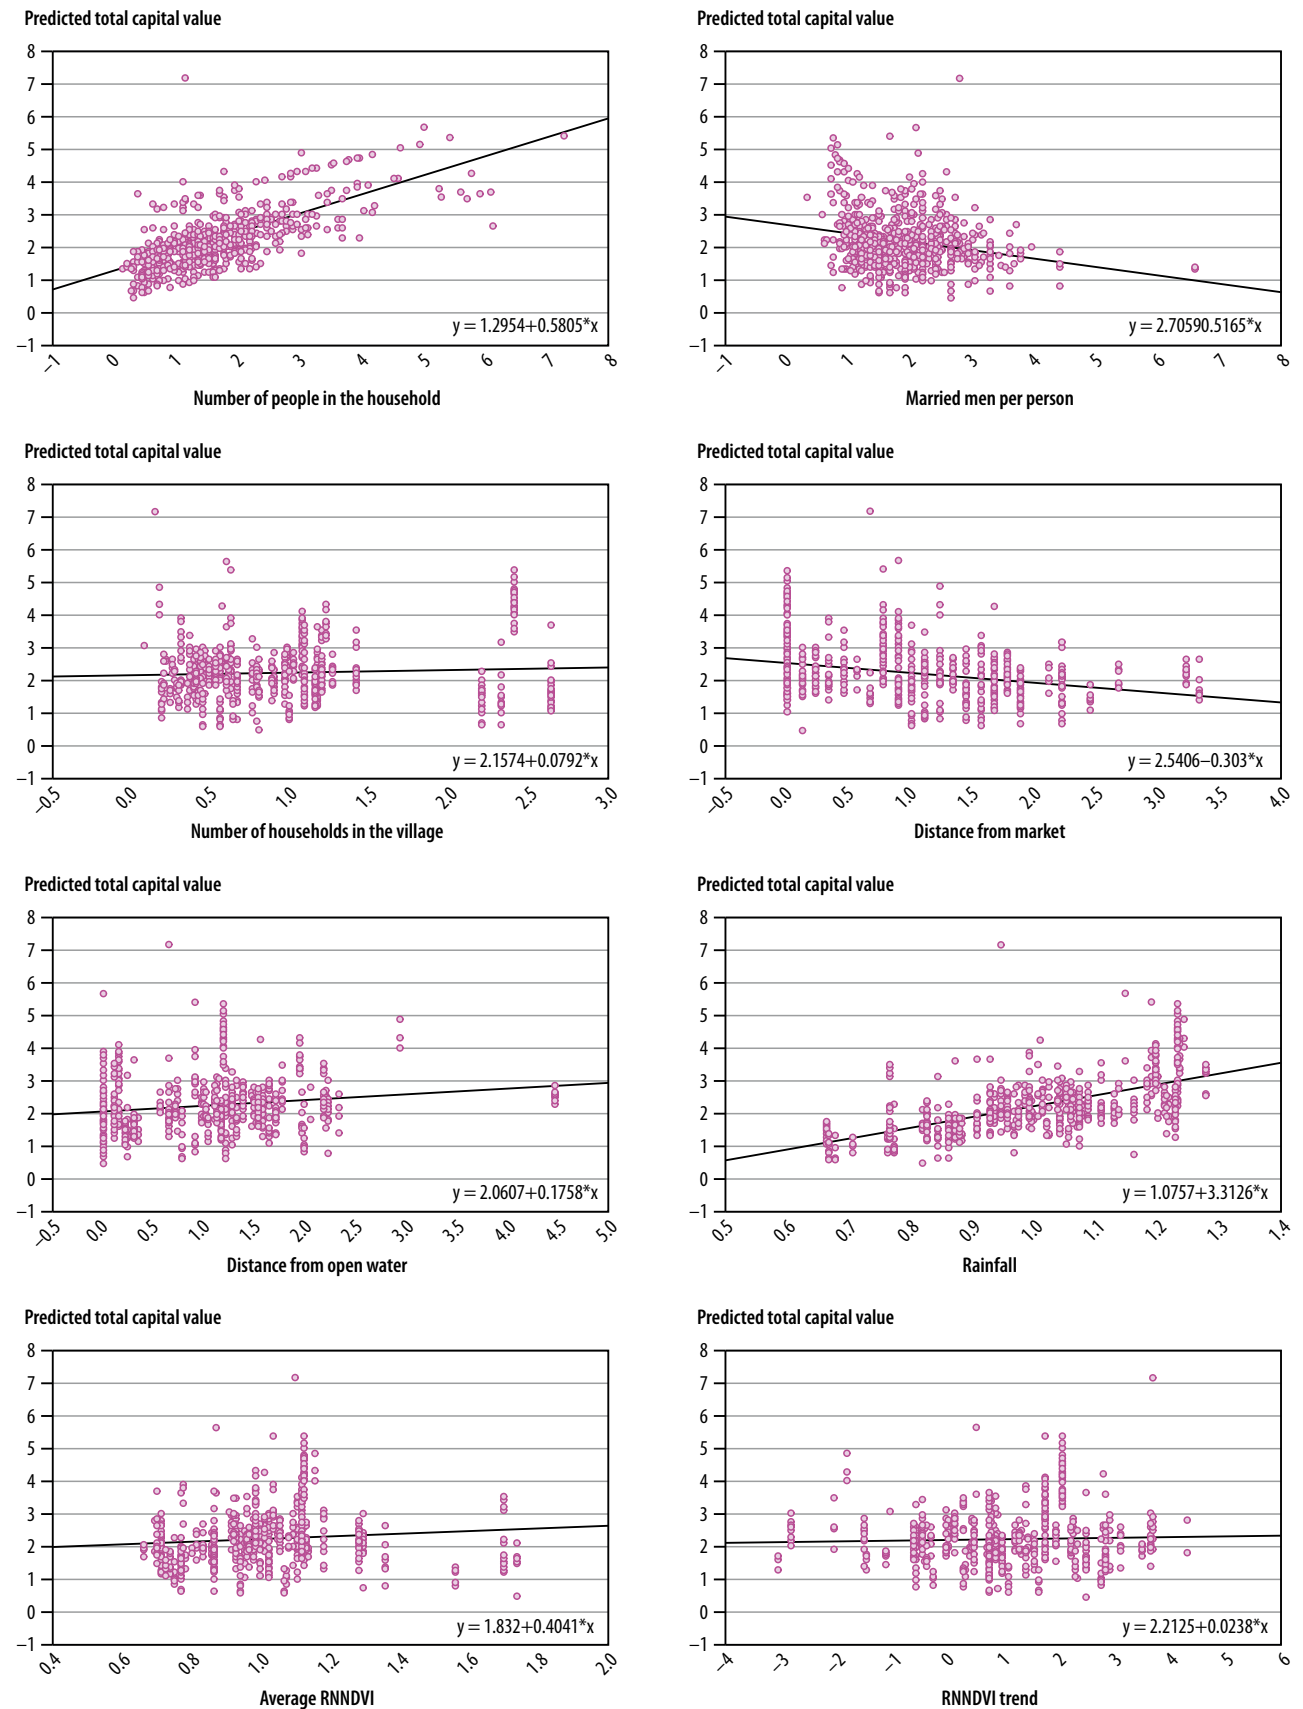 Predicted total capital value
8
7
6
5
4
3
2
1
0
–1
y = 1.2954+0.5805*x
–1 0 1 2 3 4 5 6 7 8
Number of people in the household
Predicted total capital value
8
7
6
5
4
3
2
1
0
–1
y = 2.70590.5165*x
–1 0 1 2 3 4 5 6 7 8
Married men per person
Predicted total capital value
8
7
6
5
4
3
2
1
0
–1
y = 2.1574+0.0792*x
–0.5 0.0 0.5 1.0 1.5 2.0 2.5 3.0
Number of households in the village
Predicted total capital value
8
7
6
5
4
3
2
1
0
–1
y = 2.5406–0.303*x
–0.5 0.0 0.5 1.0 1.5 2.0 2.5 3.0 3.5 4.0
Distance from market
Predicted total capital value
8
7
6
5
4
3
2
1
0
–1
y = 2.0607+0.1758*x
–0.5 0.0 0.5 1.0 1.5 2.0 2.5 3.0 3.5 4.0 4.5 5.0
Distance from open water
Predicted total capital value
8
7
6
5
4
3
2
1
0
–1
y = 1.0757+3.3126*x
0.5 0.6 0.7 0.8 0.9 1.0 1.1 1.2 1.3 1.4
Rainfall
Predicted total capital value
8
7
6
5
4
3
2
1
0
–1
y = 1.832+0.4041*x
0.4 0.6 0.8 1.0 1.2 1.4 1.6 1.8 2.0
Average RNNDVI
Predicted total capital value
8
7
6
5
4
3
2
1
0
–1
y = 2.2125+0.0238*x
–4 –3 –2 –1 0 1 2 3 4 5 6
RNNDVI trend